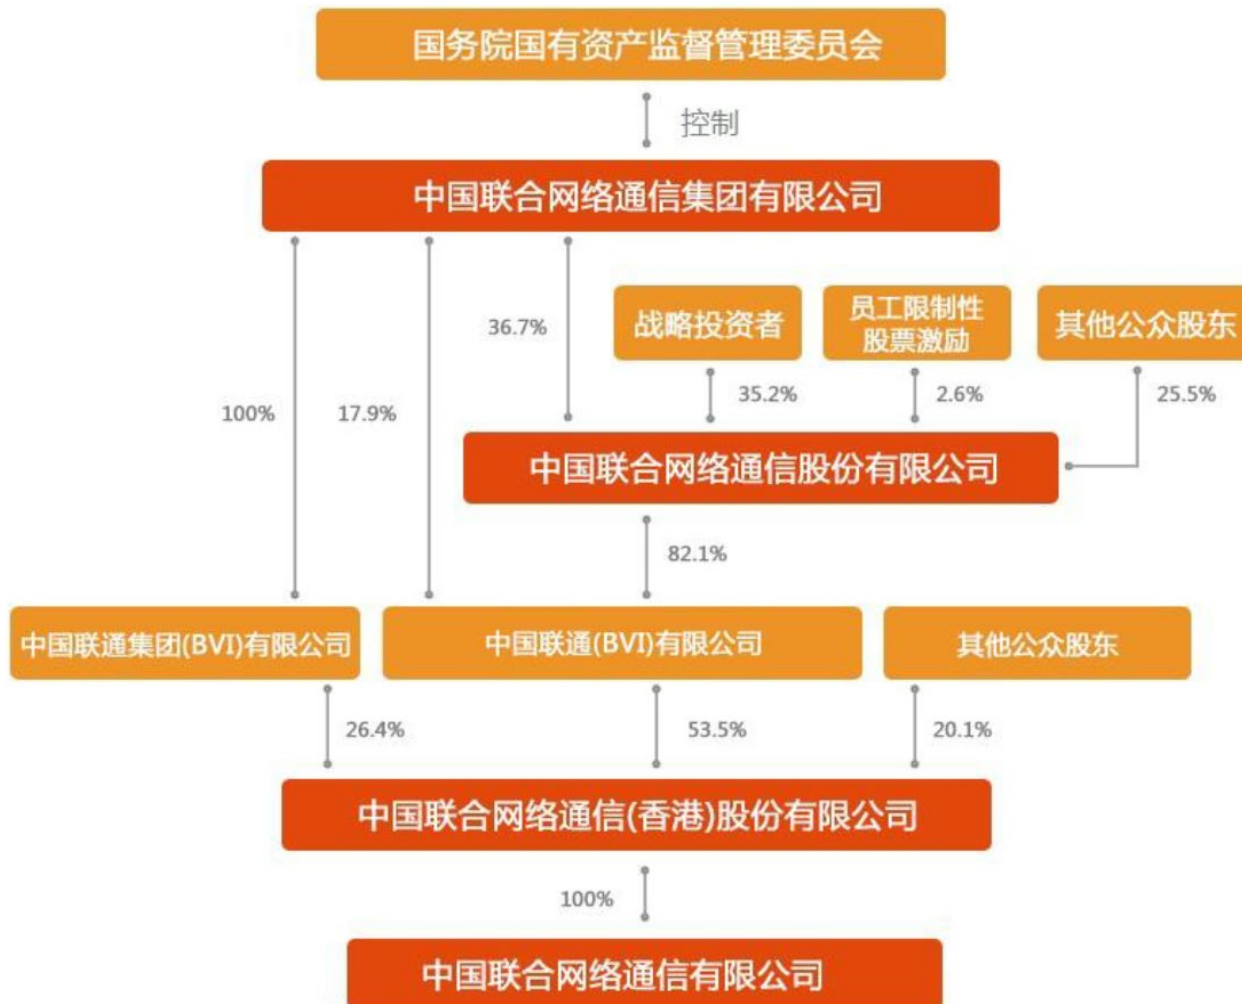 国务院国有资产监督管理委员会
控制
中国联合网络通信集团有限公司
100%
17.9%
36.7%
战略投资者
员工限制性
股票激励
其他公众股东
35.2%
2.6%
25.5%
中国联合网络通信股份有限公司
82.1%
中国联通集团(BVI)有限公司
中国联通(BVI)有限公司
其他公众股东
26.4%
53.5%
20.1%
中国联合网络通信(香港)股份有限公司
100%
中国联合网络通信有限公司